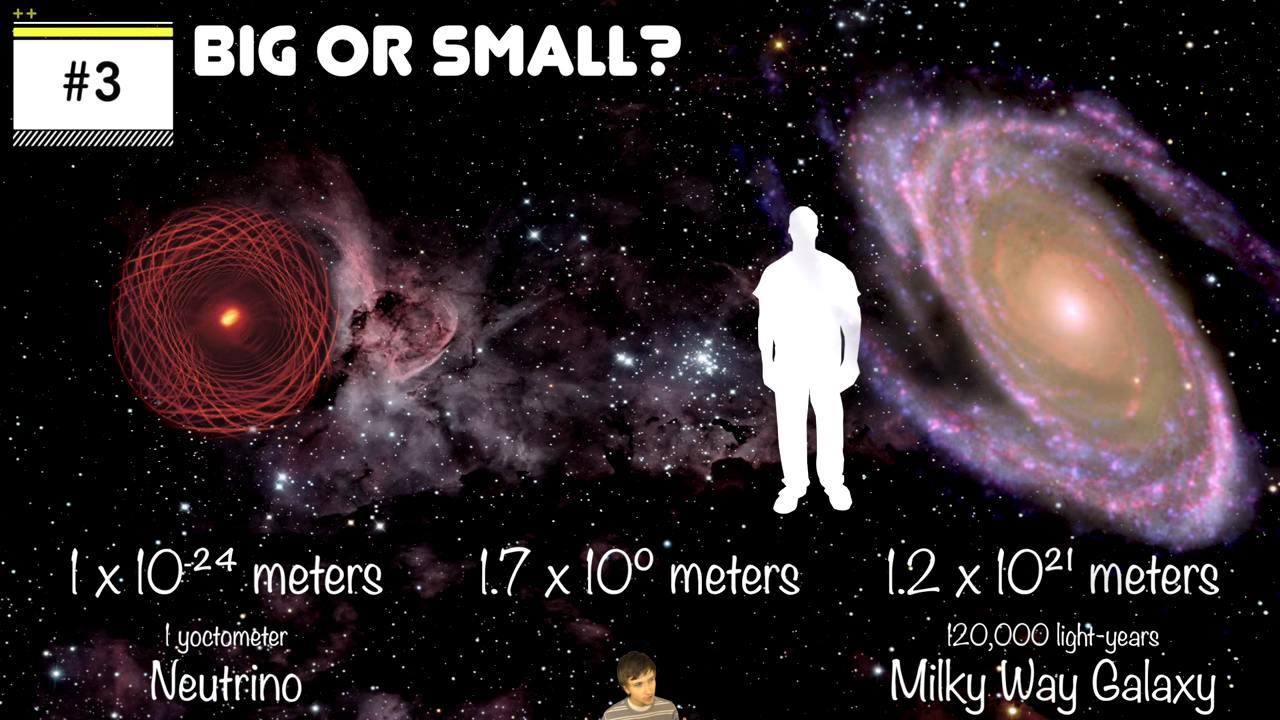 ++
#3
BIG OR SMALL?
1 x 10⁻²⁴ meters
1.7 x 10⁰ meters
1.2 x 10²¹ meters
1 yoctometer
120,000 light-years
Neutrino
Milky Way Galaxy